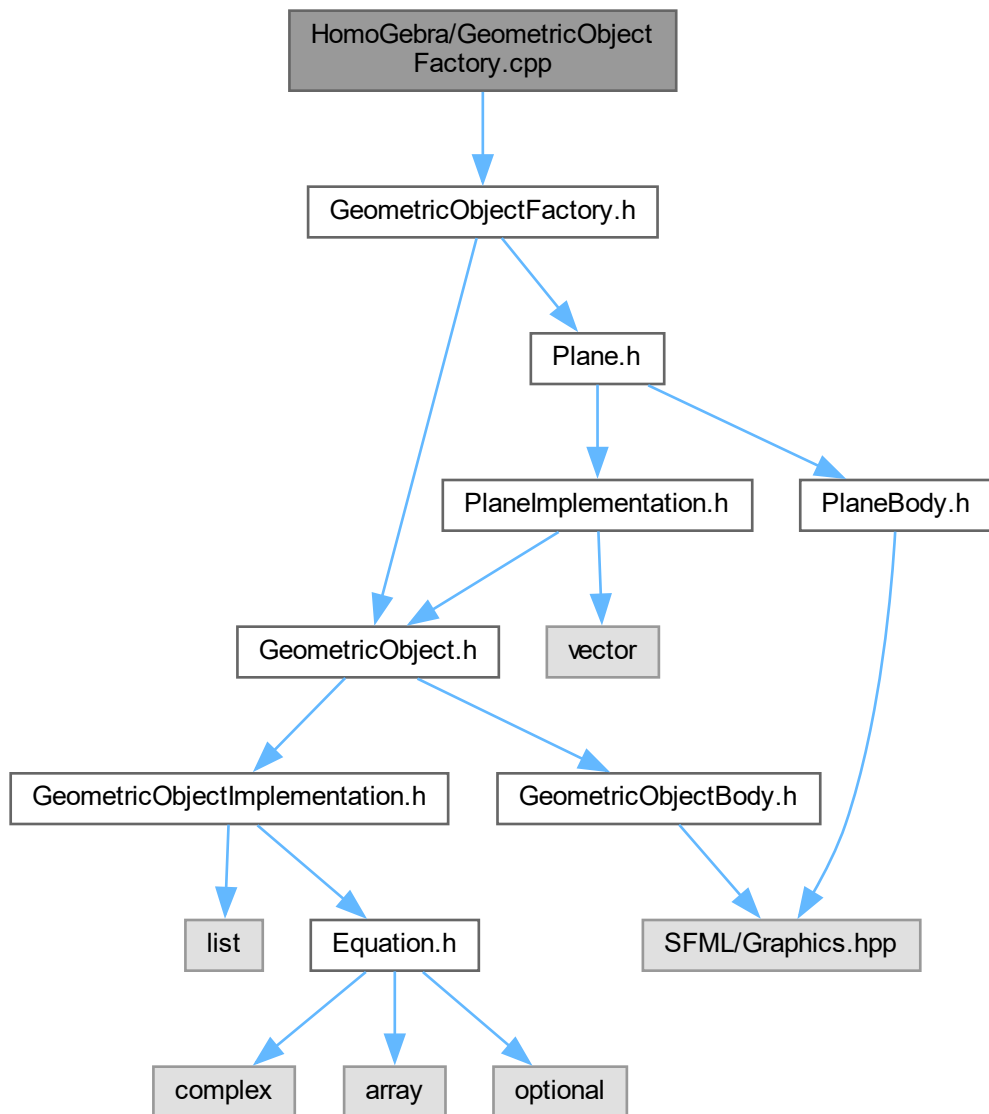 HomoGebra/GeometricObject
Factory.cpp
GeometricObjectFactory.h
Plane.h
PlaneImplementation.h
PlaneBody.h
GeometricObject.h
vector
GeometricObjectImplementation.h
GeometricObjectBody.h
list
Equation.h
SFML/Graphics.hpp
complex
array
optional